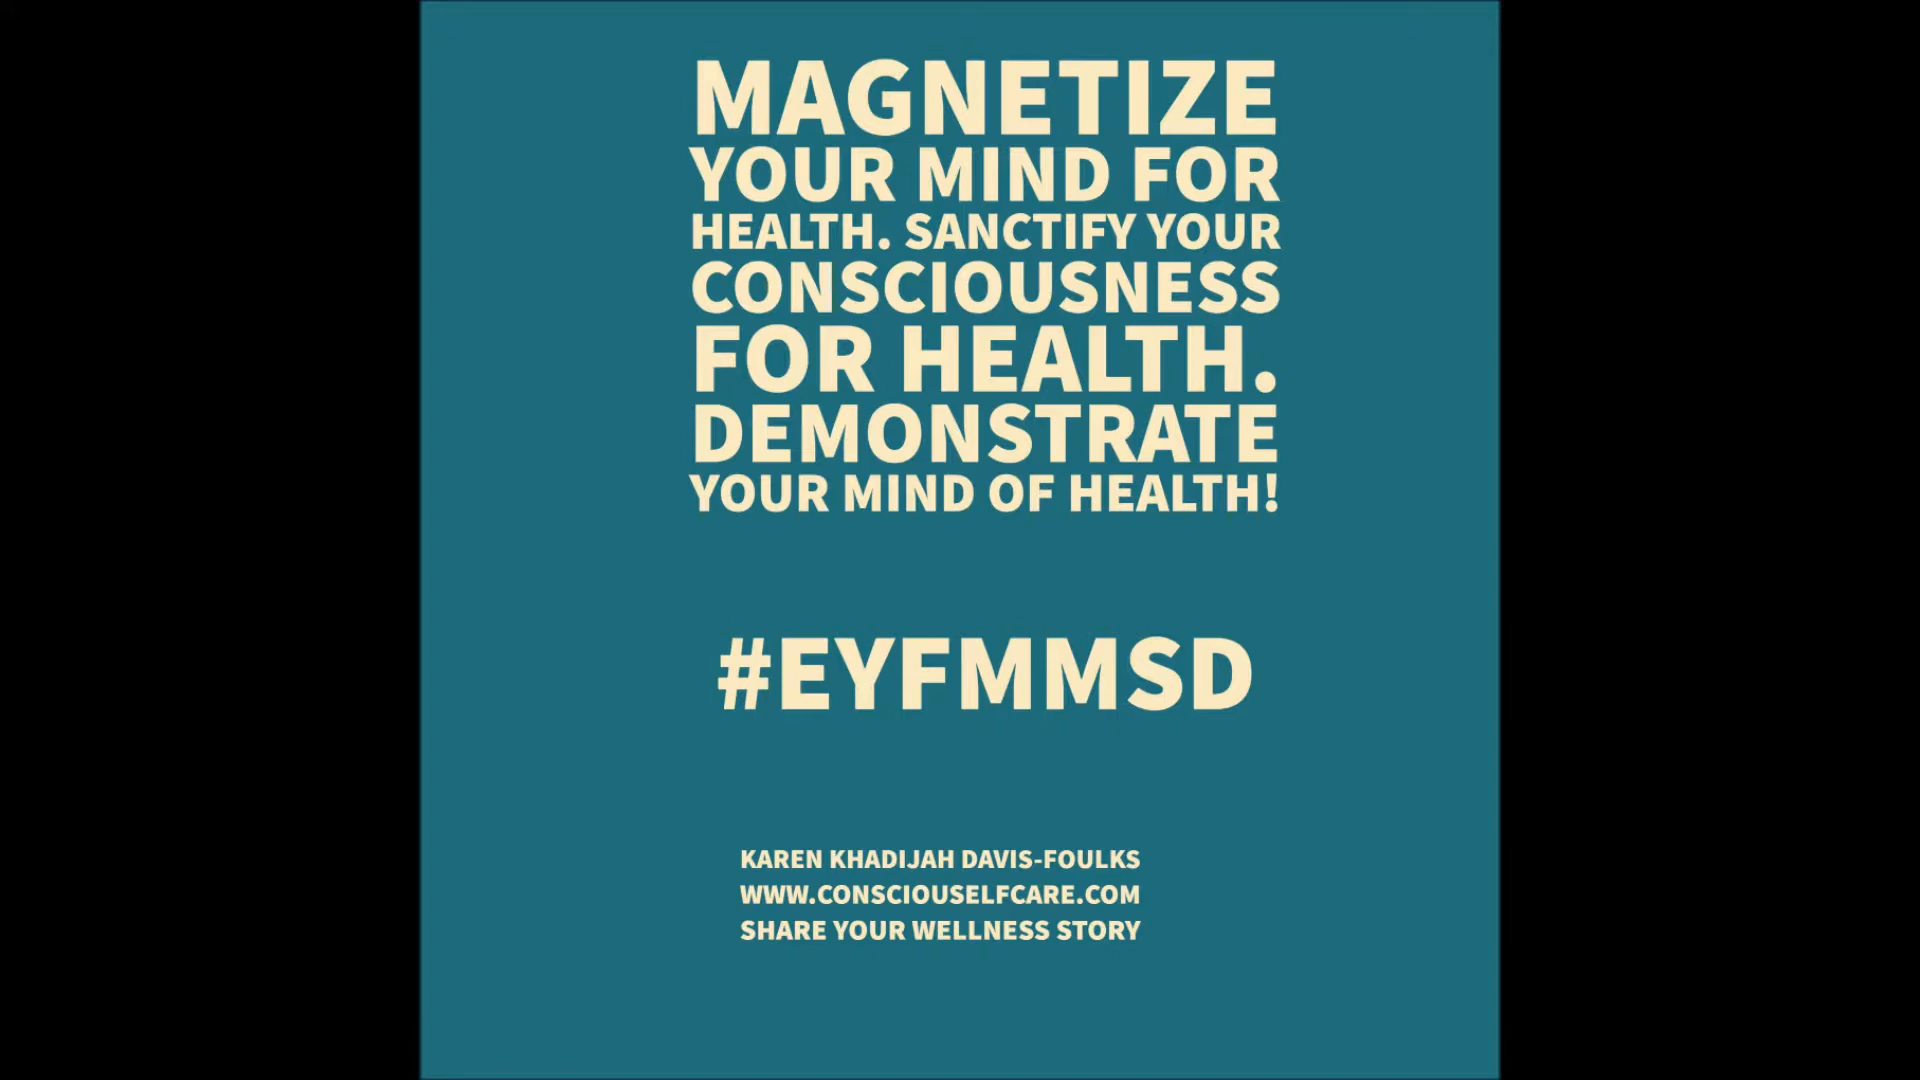 MAGNETIZE
YOUR MIND FOR
HEALTH. SANCTIFY YOUR
CONSCIOUSNESS
FOR HEALTH.
DEMONSTRATE
YOUR MIND OF HEALTH!
#EYFMMSD
KAREN KHADIJAH DAVIS-FOULKS
WWW.CONSCIOUSELFCARE.COM
SHARE YOUR WELLNESS STORY